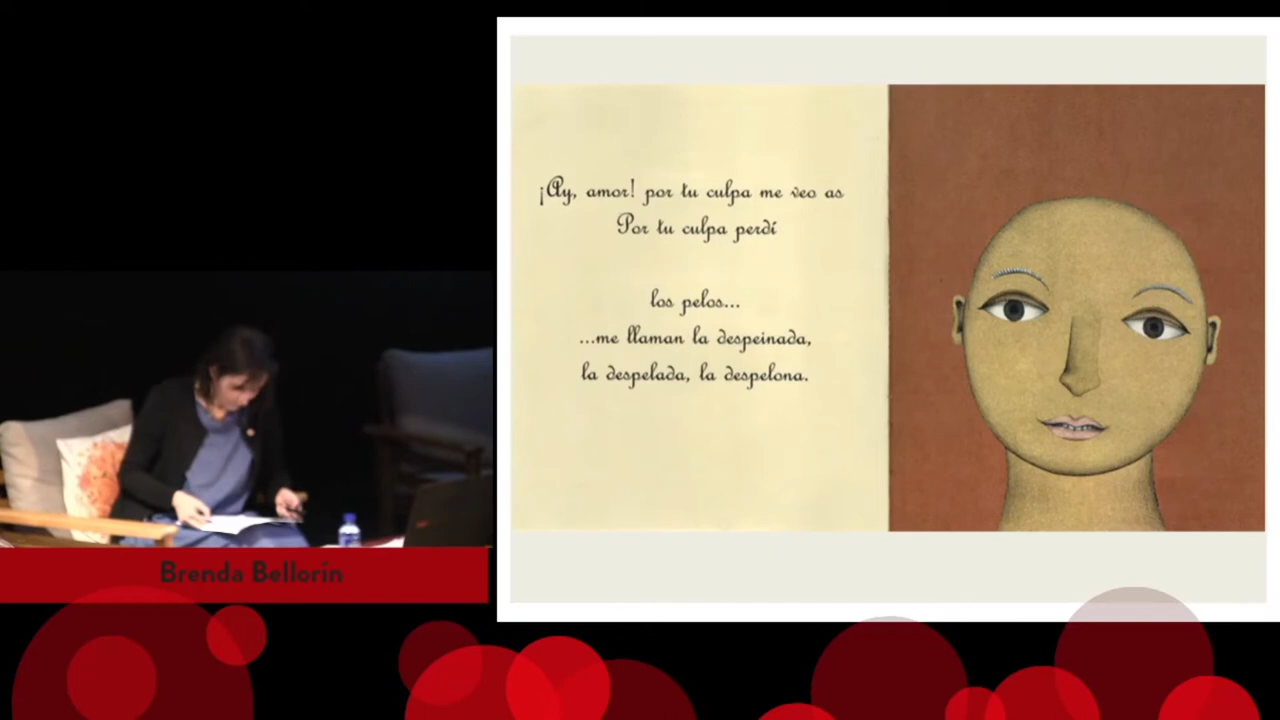 ¡Ay, amor! por tu culpa me veo as
Por tu culpa perdí
los pelos...
...me llaman la despeinada,
la despelada, la despelona.
Brenda Bellorín